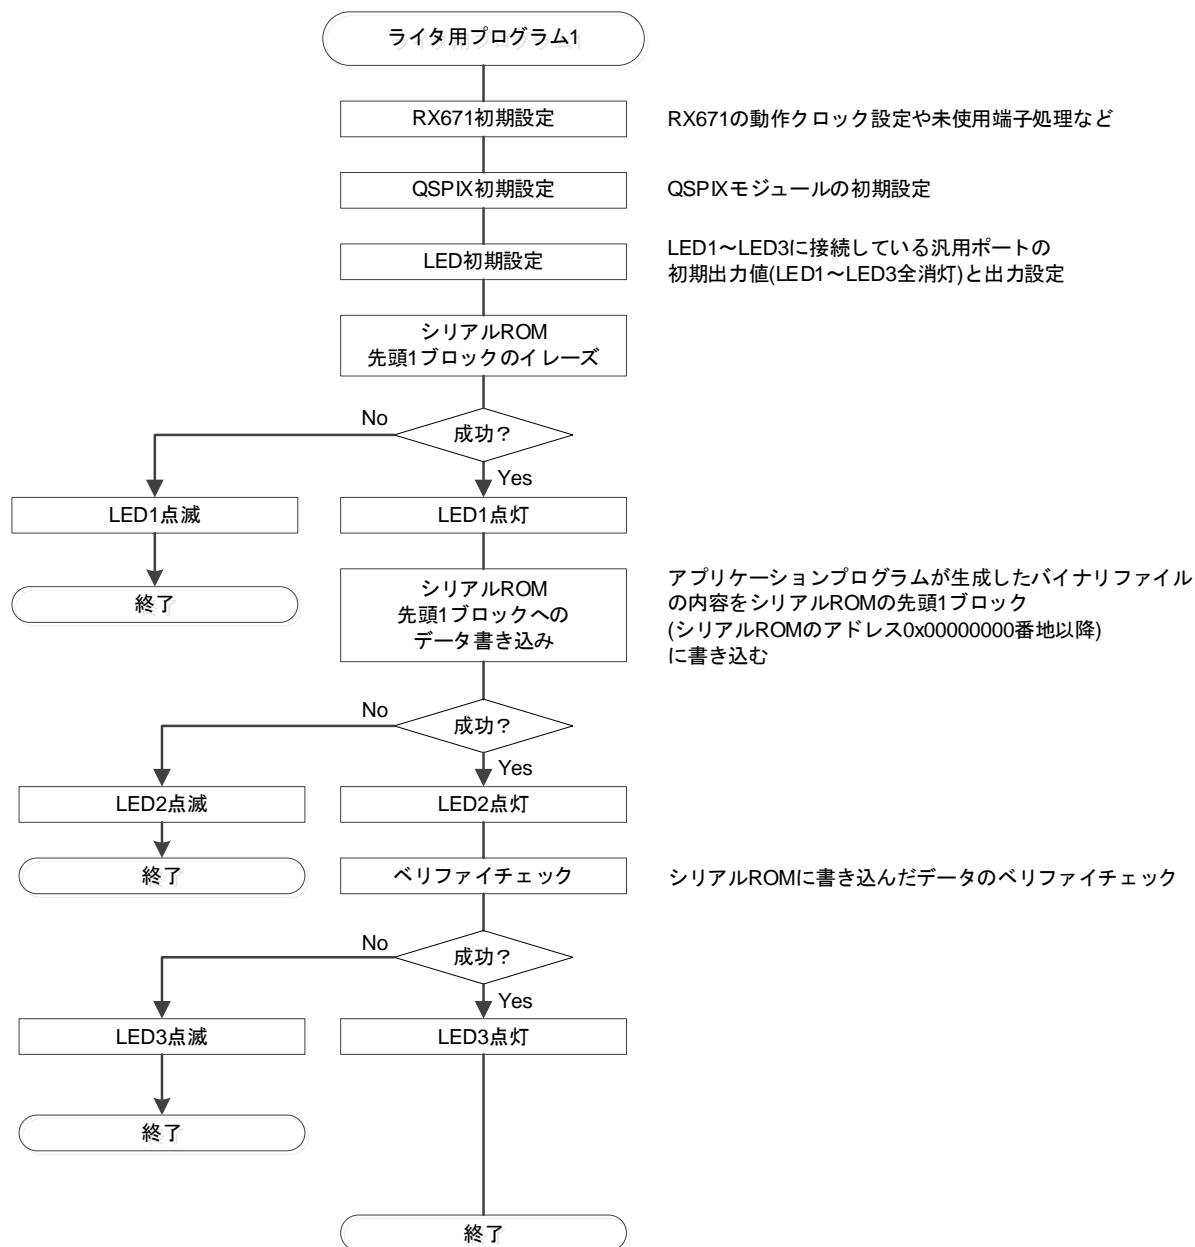 ライタ用プログラム1
RX671初期設定
RX671の動作クロック設定や未使用端子処理など
QSPIX初期設定
QSPIXモジュールの初期設定
LED初期設定
LED1～LED3に接続している汎用ポートの
初期出力値(LED1～LED3全消灯)と出力設定
シリアルROM
先頭1ブロックのイレーズ
No
成功？
Yes
LED1点滅
LED1点灯
終了
シリアルROM
先頭1ブロックへの
データ書き込み
アプリケーションプログラムが生成したバイナリファイル
の内容をシリアルROMの先頭1ブロック
(シリアルROMのアドレス0x00000000番地以降)
に書き込む
No
成功？
Yes
LED2点滅
LED2点灯
終了
ベリファイチェック
シリアルROMに書き込んだデータのベリファイチェック
No
成功？
Yes
LED3点滅
LED3点灯
終了
終了